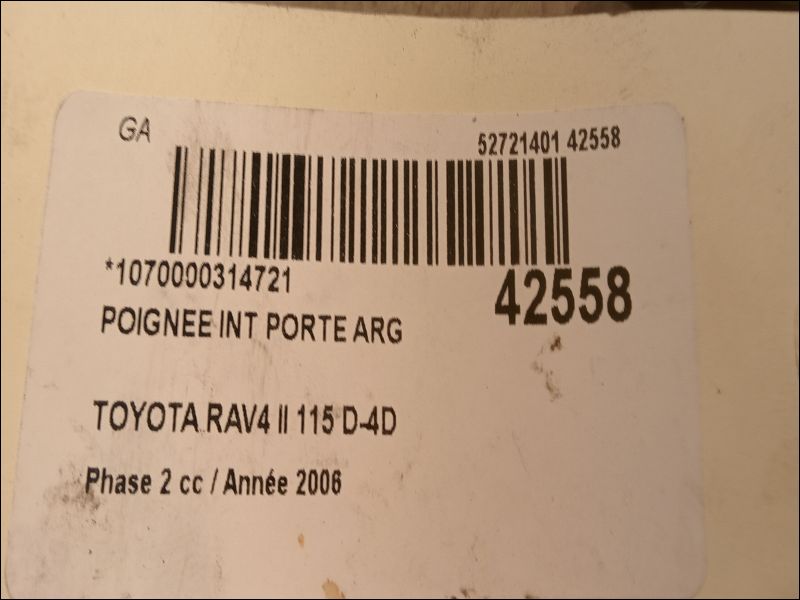 GA
52721401 42558
*1070000314721
42558
POIGNEE INT PORTE ARG
TOYOTA RAV4 II 115 D-4D
Phase 2 cc / Année 2006